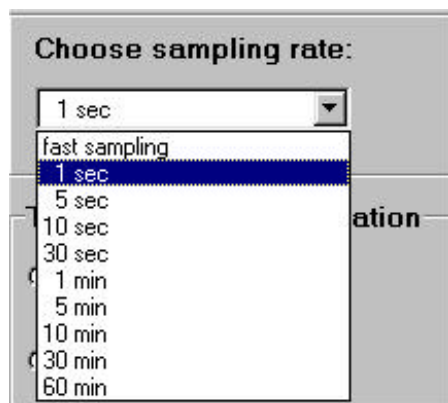 Choose sampling rate:
1 sec
fast sampling
1 sec
5 sec
ation
10 sec
30 sec
1 min
5 min
10 min
30 min
60 min